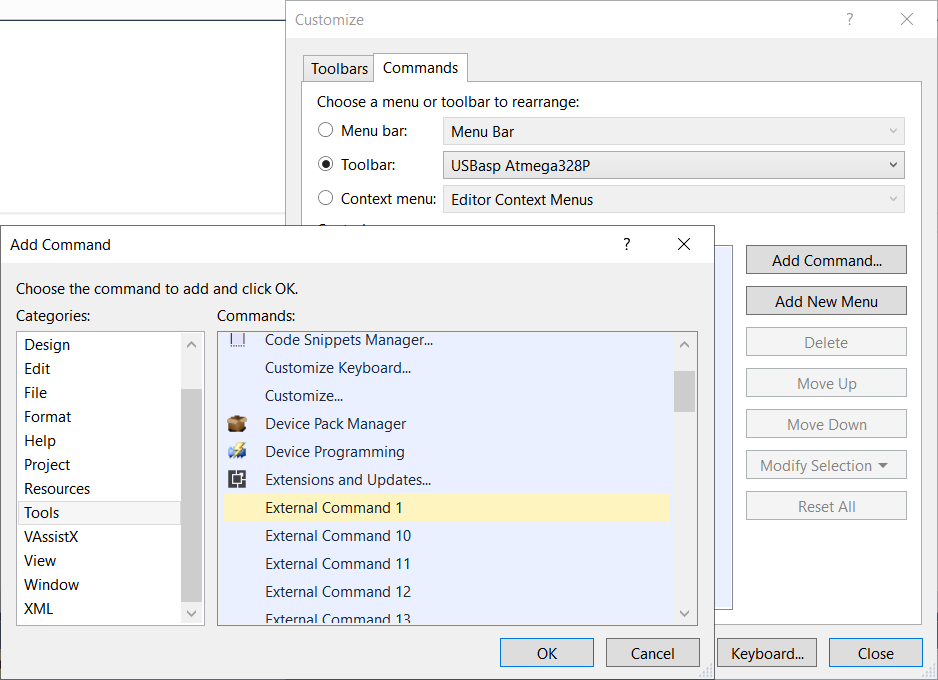 Customize
?
Toolbars Commands
Choose a menu or toolbar to rearrange:
Menu bar: Menu Bar
Toolbar: USBasp Atmega328P
Context menu: Editor Context Menus
Add Command...
Add New Menu
Delete
Move Up
Move Down
Modify Selection
Reset All
Keyboard...
Close
Add Command
?
Choose the command to add and click OK.
Categories:
Design
Edit
File
Format
Help
Project
Resources
Tools
VAssistX
View
Window
XML
Commands:
Code Snippets Manager...
Customize Keyboard...
Customize...
Device Pack Manager
Device Programming
Extensions and Updates...
External Command 1
External Command 10
External Command 11
External Command 12
External Command 13
OK
Cancel